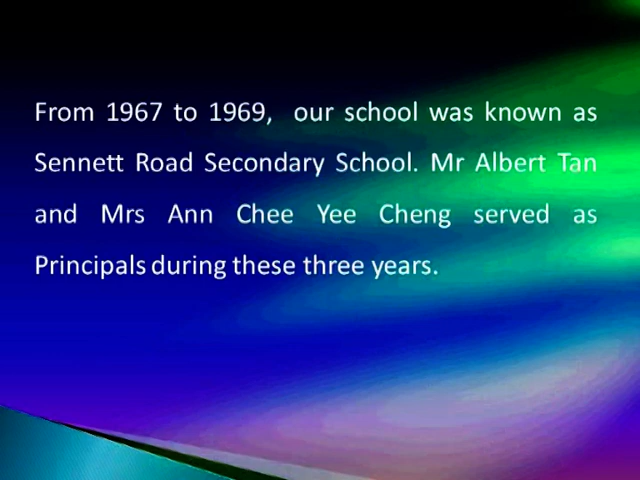 From 1967 to 1969,  our school was known as
Sennett Road Secondary School. Mr Albert Tan
and Mrs Ann Chee Yee Cheng served as
Principals during these three years.